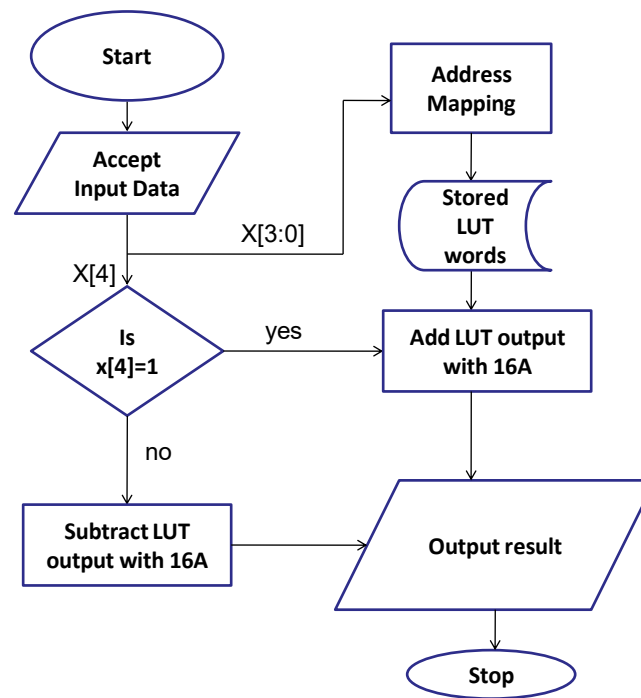 Start
Accept
Input Data
Address
Mapping
X[3:0]
Stored
LUT
words
X[4]
Is
x[4]=1
yes
Add LUT output
with 16A
no
Subtract LUT
output with 16A
Output result
Stop